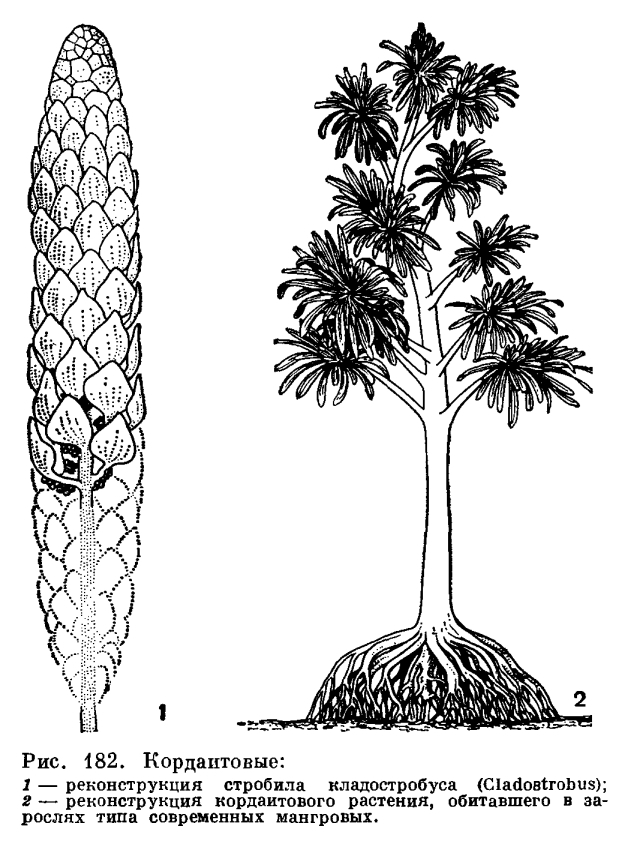 1
2
Рис. 182. Кордаитовые:
1 — реконструкция стробила кладостробуса (Cladostrobus);
2 — реконструкция кордаитового растения, обитавшего в за-
рослях типа современных мангровых.